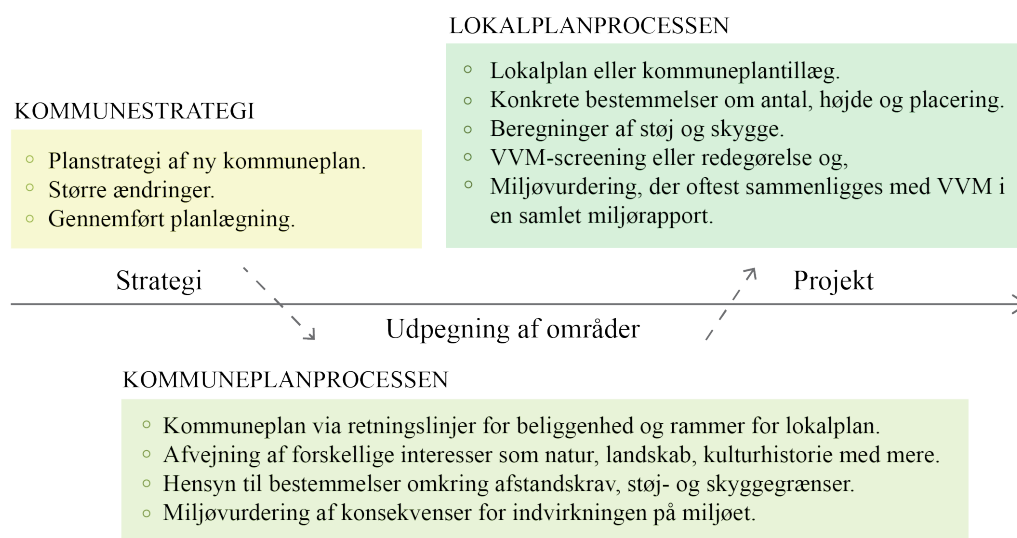 LOKALPLANPROCESSEN
Lokalplan eller kommuneplantillæg.
Konkrete bestemmelser om antal, højde og placering.
Beregninger af støj og skygge.
VVM-screening eller redegørelse og,
Miljøvurdering, der oftest sammenligges med VVM i
en samlet miljørapport.
KOMMUNESTRATEGI
Planstrategi af ny kommuneplan.
Større ændringer.
Gennemført planlægning.
Strategi
Projekt
Udpegning af områder
KOMMUNEPLANPROCESSEN
Kommuneplan via retningslinjer for beliggenhed og rammer for lokalplan.
Afvejning af forskellige interesser som natur, landskab, kulturhistorie med mere.
Hensyn til bestemmelser omkring afstandskrav, støj- og skyggegrænser.
Miljøvurdering af konsekvenser for indvirkningen på miljøet.